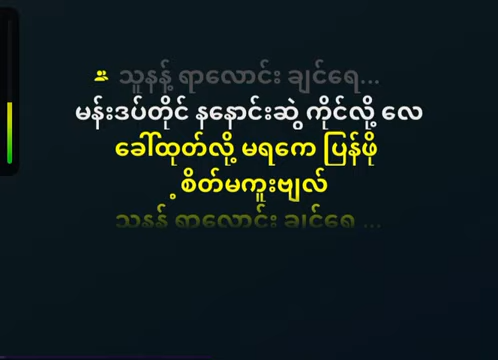 သူနန့် ရာလောင်း ချင်ရေ...
မန်းဒပ်တိုင် နနောင်းဆွဲ ကိုင်လို့ လေ
ခေါ်ထုတ်လို့ မရကေ ပြန်ဖို
့ စိတ်မကူးဗျယ်
သူနန့် ရာလောင်း ချင်ရေ ...